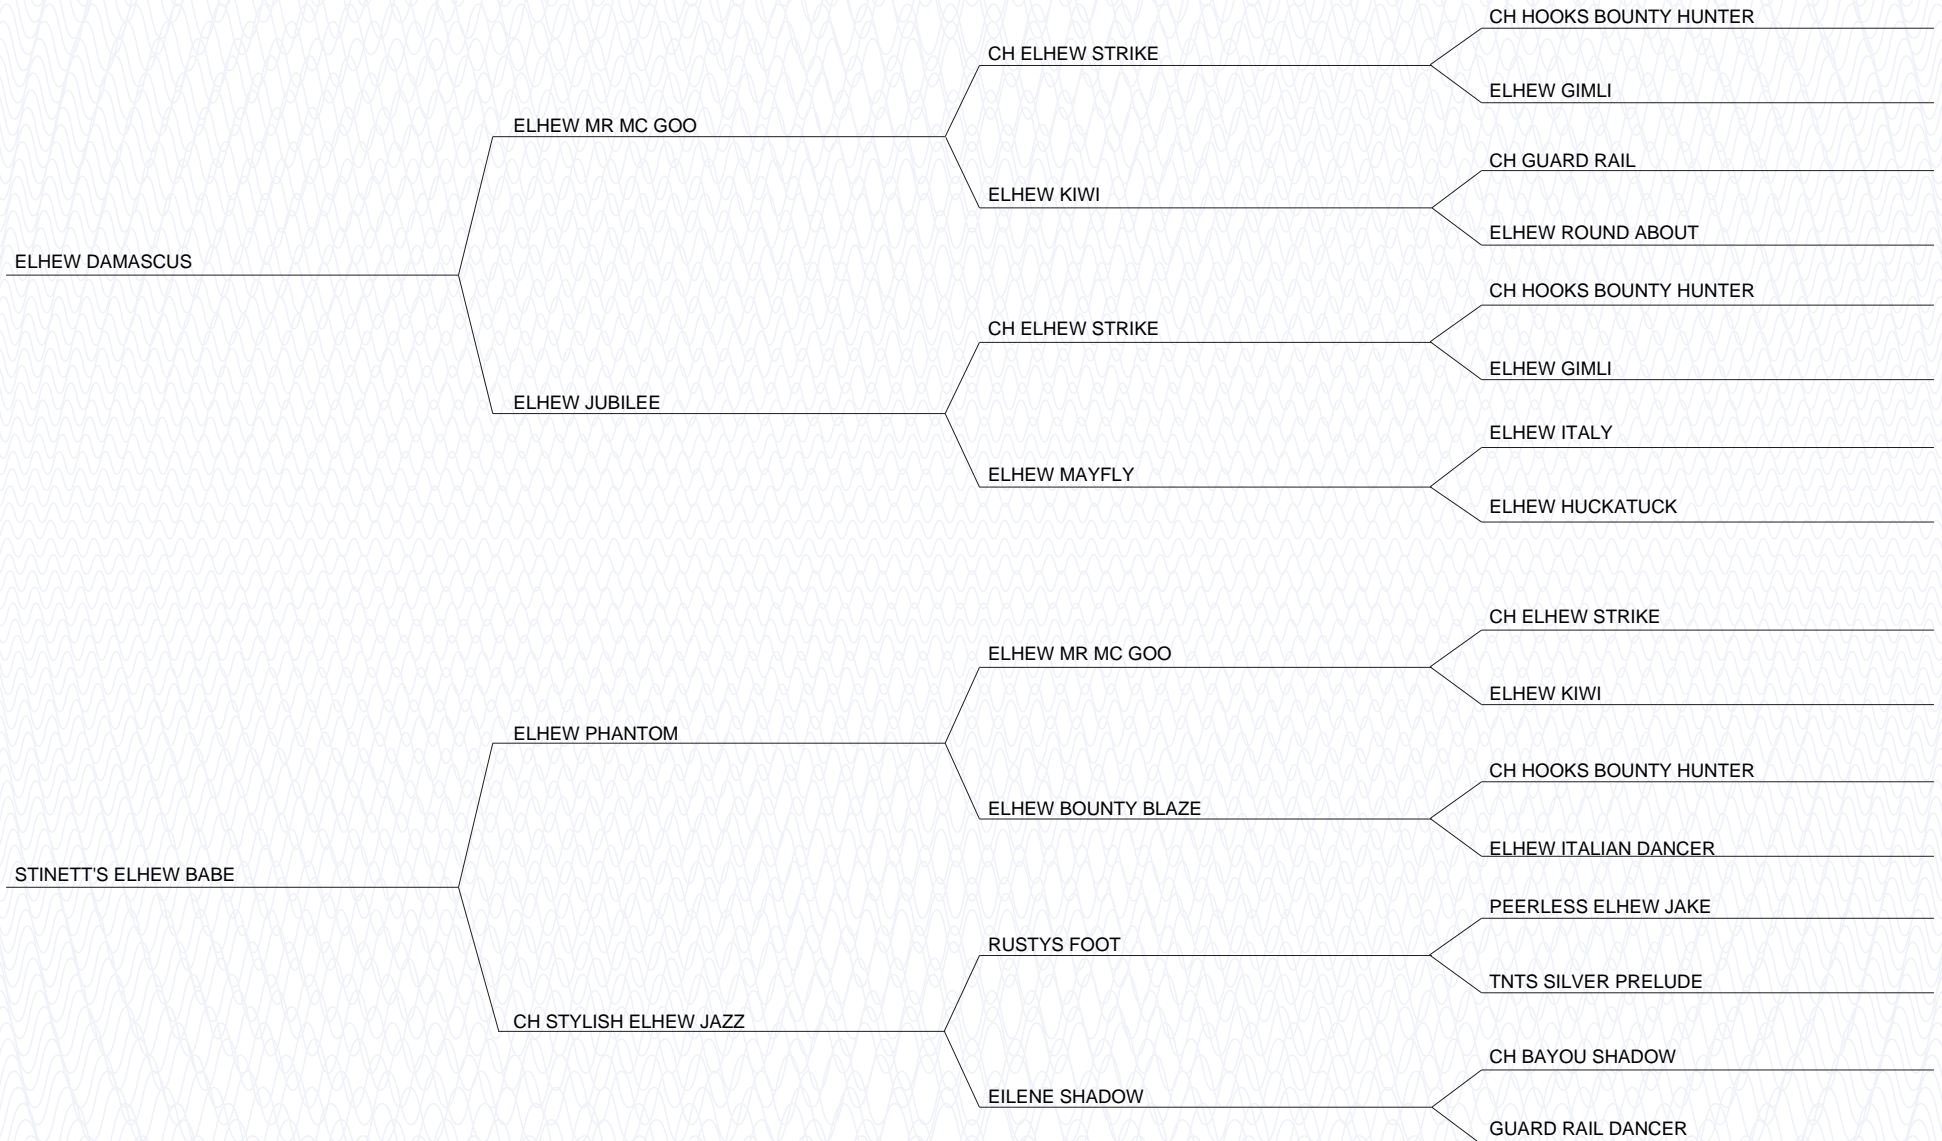 CH HOOKS BOUNTY HUNTER
CH ELHEW STRIKE
ELHEW GIMLI
ELHEW MR MC GOO
CH GUARD RAIL
ELHEW KIWI
ELHEW ROUND ABOUT
ELHEW DAMASCUS
CH HOOKS BOUNTY HUNTER
CH ELHEW STRIKE
ELHEW GIMLI
ELHEW JUBILEE
ELHEW ITALY
ELHEW MAYFLY
ELHEW HUCKATUCK
CH ELHEW STRIKE
ELHEW MR MC GOO
ELHEW KIWI
ELHEW PHANTOM
CH HOOKS BOUNTY HUNTER
ELHEW BOUNTY BLAZE
ELHEW ITALIAN DANCER
STINETT'S ELHEW BABE
PEERLESS ELHEW JAKE
RUSTYS FOOT
TNTS SILVER PRELUDE
CH STYLISH ELHEW JAZZ
CH BAYOU SHADOW
EILENE SHADOW
GUARD RAIL DANCER